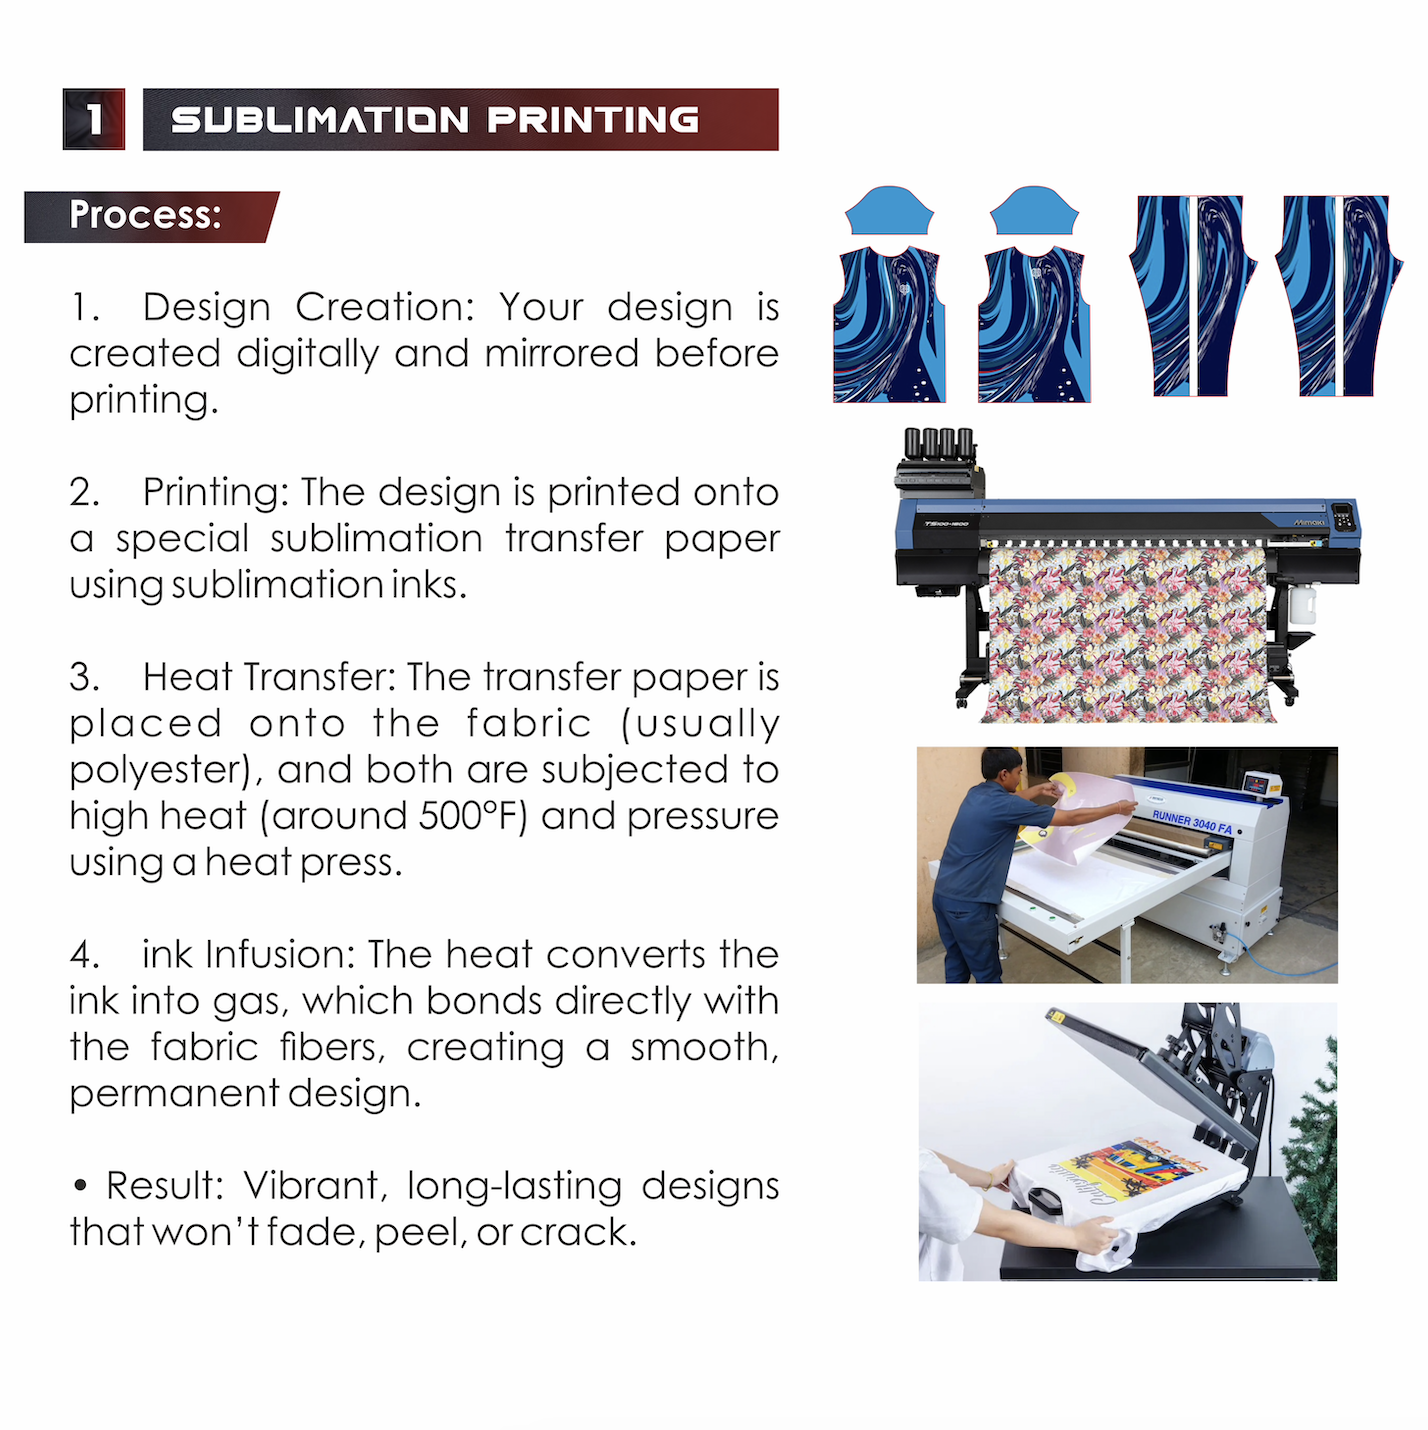 1 SUBLIMATION PRINTING
Process:
1. Design Creation: Your design is
created digitally and mirrored before
printing.
2. Printing: The design is printed onto
a special sublimation transfer paper
using sublimation inks.
3. Heat Transfer: The transfer paper is
placed onto the fabric (usually
polyester), and both are subjected to
high heat (around 500°F) and pressure
using a heat press.
4. ink Infusion: The heat converts the
ink into gas, which bonds directly with
the fabric fibers, creating a smooth,
permanent design.
• Result: Vibrant, long-lasting designs
that won’t fade, peel, or crack.
TS100-1600
Mimaki
RUNNER 3040 FA
California